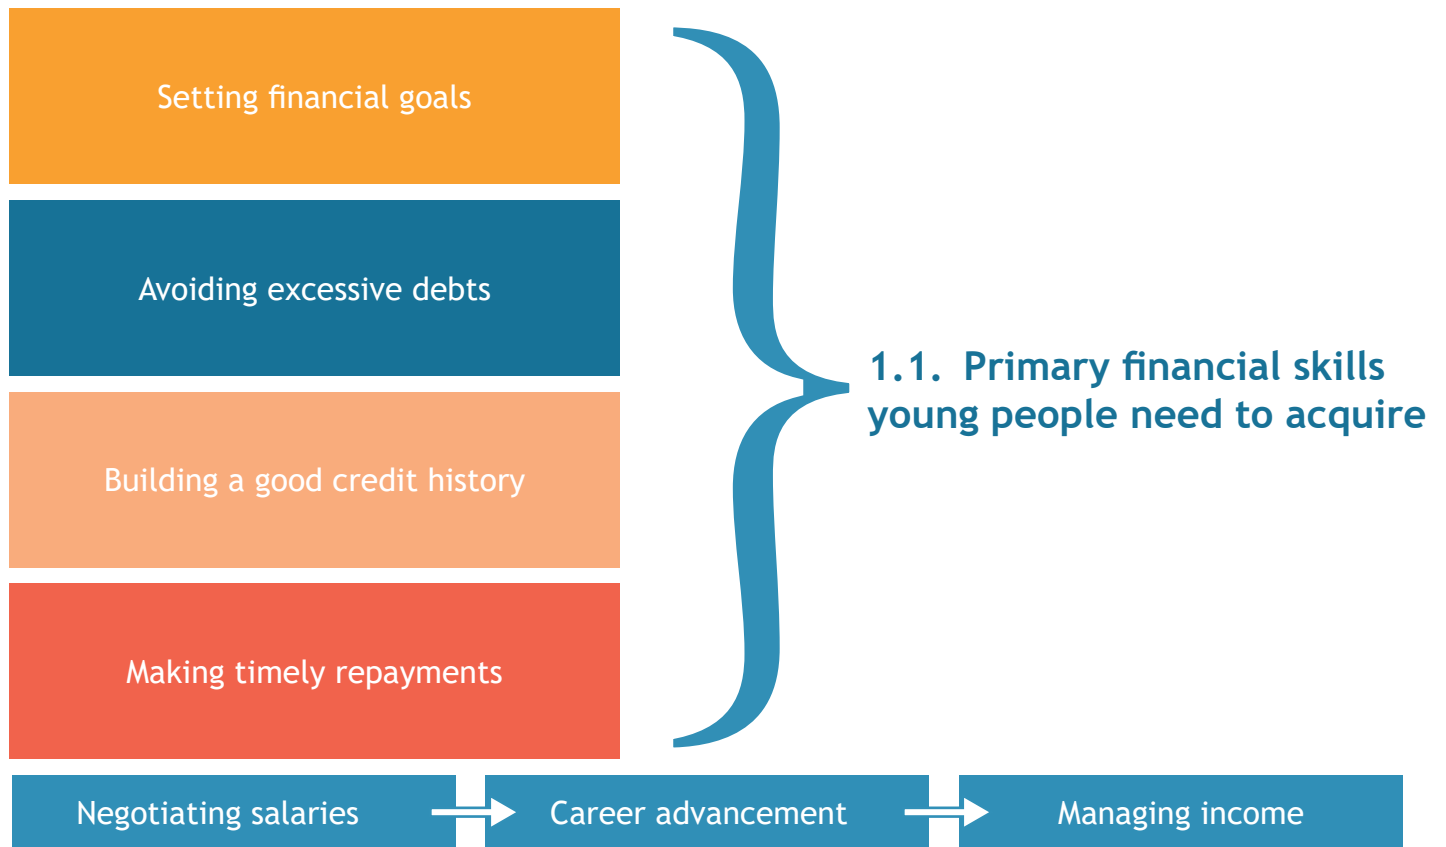 Setting financial goals
Avoiding excessive debts
Building a good credit history
Making timely repayments
1.1. Primary financial skills
young people need to acquire
Negotiating salaries
Career advancement
Managing income